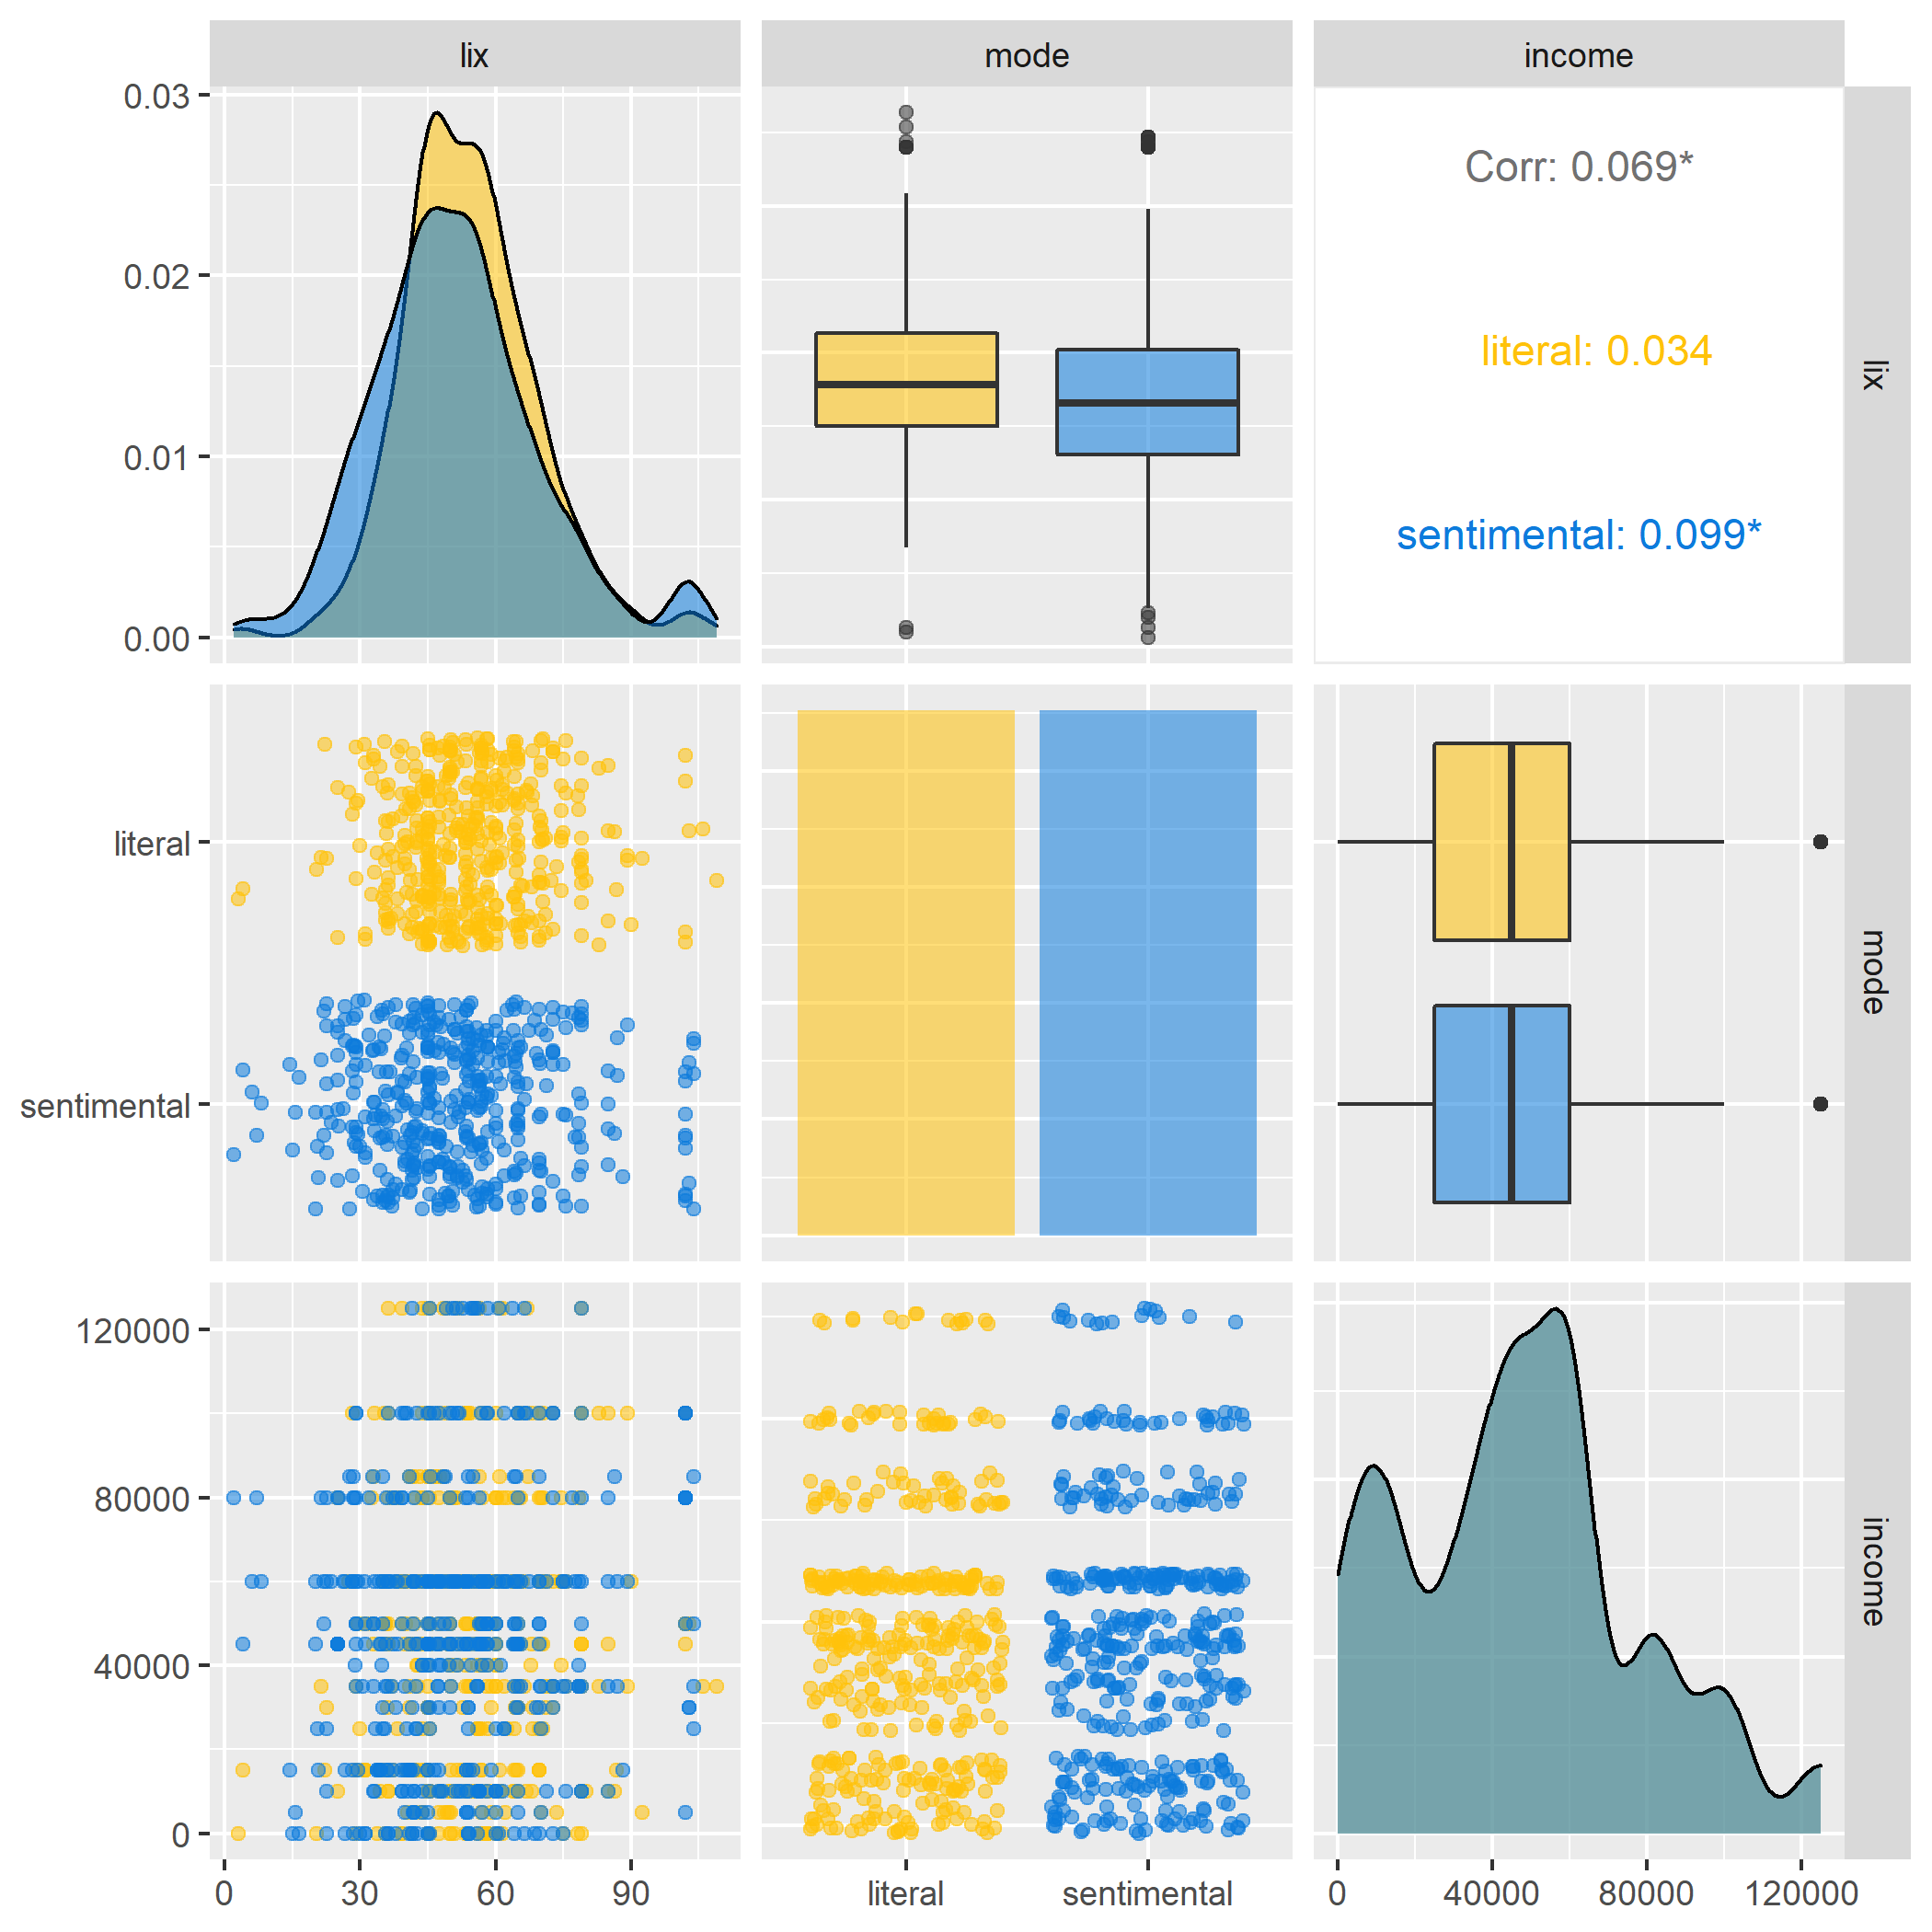 lix mode income
0.03
0.02
0.01
0.00
Corr: 0.069*
literal: 0.034
sentimental: 0.099*
lix
literal
sentimental
mode
120000
80000
40000
0
income
0 30 60 90
literal sentimental
0 40000 80000 120000